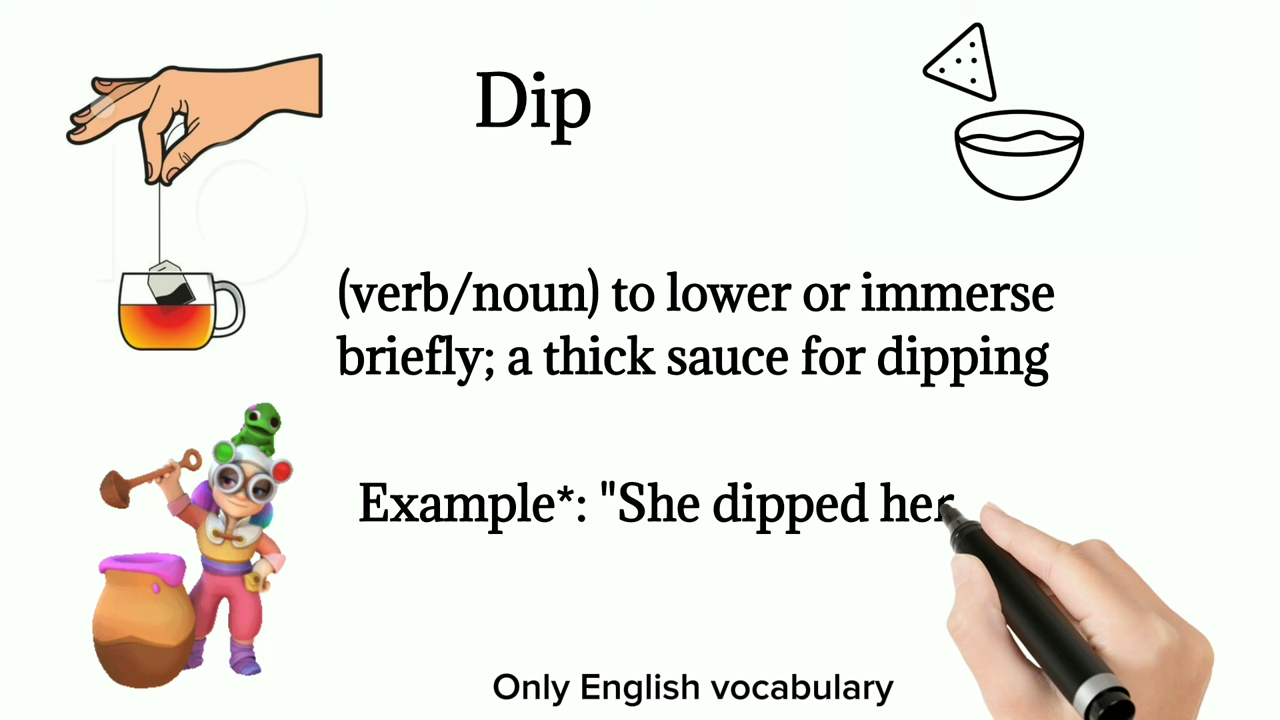 Dip
(verb/noun) to lower or immerse
briefly; a thick sauce for dipping
Example*: "She dipped her
Only English vocabulary